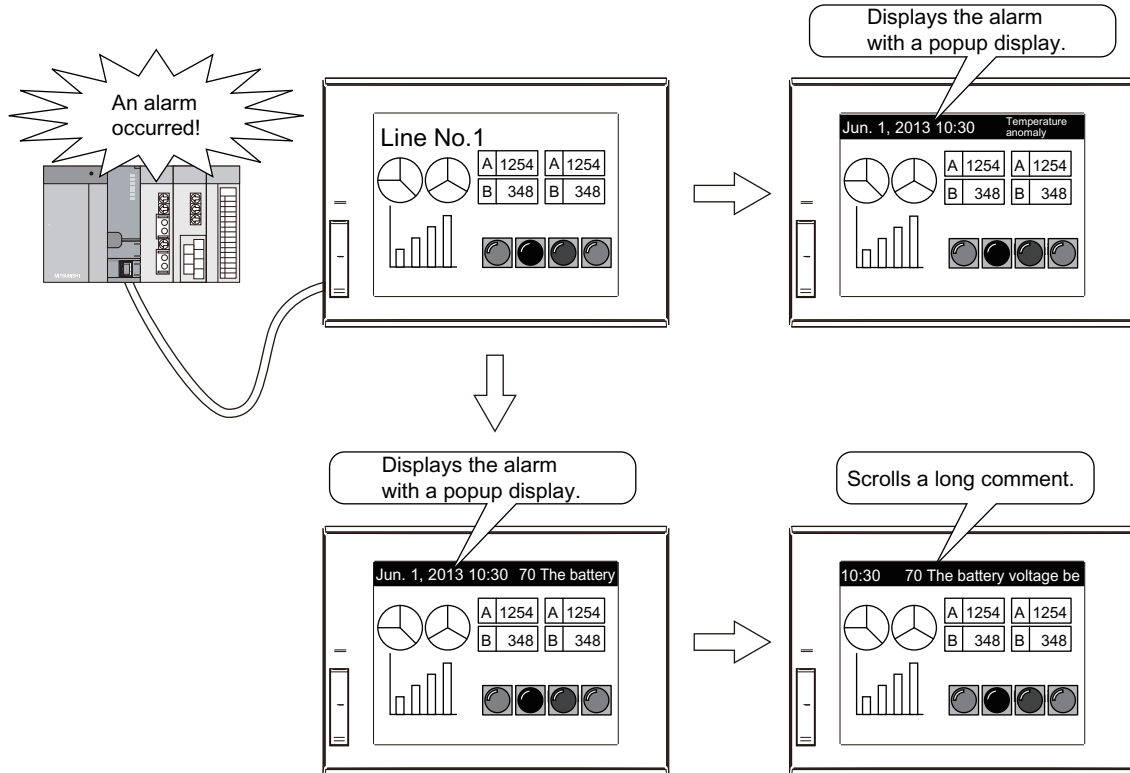 Displays the alarm
with a popup display.
An alarm
occurred!
Line No.1
A 1254 A 1254
B 348 B 348
Jun. 1, 2013 10:30 Temperature
anomaly
A 1254 A 1254
B 348 B 348
MITSUBISHI
Displays the alarm
with a popup display.
Scrolls a long comment.
Jun. 1, 2013 10:30 70 The battery
A 1254 A 1254
B 348 B 348
10:30 70 The battery voltage be
A 1254 A 1254
B 348 B 348